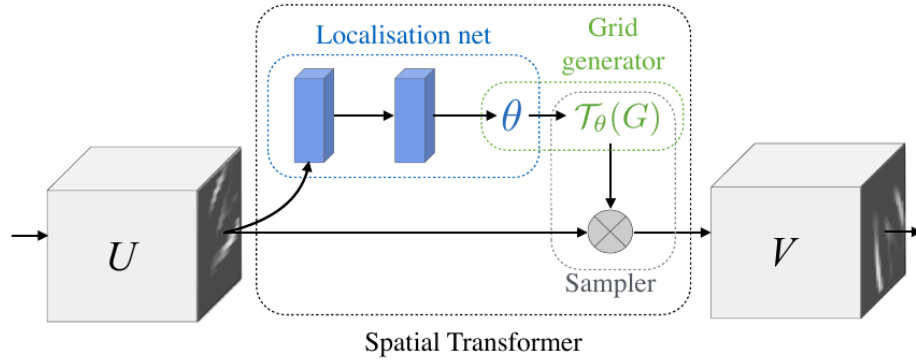 Localisation net
Grid
generator
θ
𝒯θ(G)
U
V
Sampler
Spatial Transformer